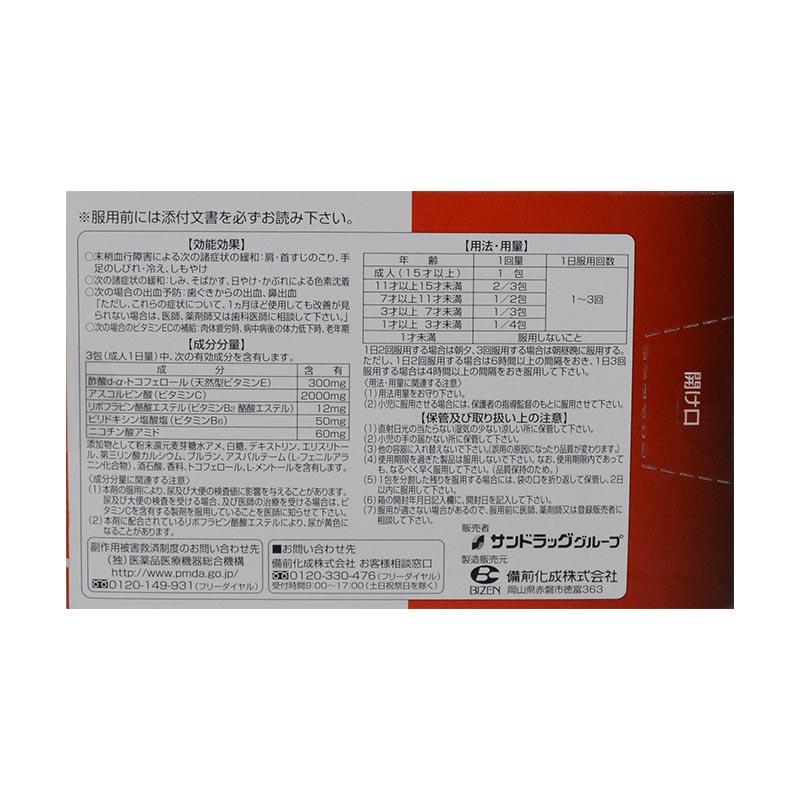 ※服用前には添付文書を必ずお読み下さい。
【効能効果】
○末梢血行障害による次の諸症状の緩和:肩・首すじのこり、手
足のしびれ・冷え、しもやけ
○次の諸症状の緩和:しみ、そばかす、日やけ・かぶれによる色素沈着
○次の場合の出血予防:歯ぐきからの出血、鼻出血
「ただし、これらの症状について、1ヵ月ほど使用しても改善が見
られない場合は、医師、薬剤師又は歯科医師に相談して下さい。」
○次の場合のビタミンECの補給:肉体疲労時、病中病後の体力低下時、老年期
【成分分量】
3包(成人1日量)中、次の有効成分を含有します。
成 分 含 有
酢酸d-α-トコフェロール(天然型ビタミンE) 300mg
アスコルビン酸(ビタミンC) 2000mg
リボフラビン酪酸エステル(ビタミンB2 酪酸エステル) 12mg
ピリドキシン塩酸塩(ビタミンB6) 50mg
ニコチン酸アミド 60mg
添加物として粉末還元麦芽糖水アメ、白糖、デキストリン、エリスリトー
ル、第三リン酸カルシウム、プルラン、アスパルテーム(L-フェニルアラ
ニン化合物)、酒石酸、香料、トコフェロール、l-メントールを含有します。
〈成分分量に関連する注意〉
(1)本剤の服用により、尿及び大便の検査値に影響を与えることがあります。
尿及び大便の検査を受ける場合、及び医師の治療を受ける場合は、ビ
タミンCを含有する製剤を服用していることを医師に知らせて下さい。
(2)本剤に配合されているリボフラビン酪酸エステルにより、尿が黄色に
なることがあります。
副作用被害救済制度のお問い合わせ先
(独)医薬品医療機器総合機構
http://www.pmda.go.jp/
0120-149-931(フリーダイヤル)
■お問い合わせ先
備前化成株式会社 お客様相談窓口
0120-330-476(フリーダイヤル)
受付時間9:00〜17:00(土日祝祭日を除く)
【用法・用量】
年 齢 1回量 1日服用回数
成人(15才以上) 1 包
11才以上15才未満 2/3包
7才以上11才未満 1/2包 1〜3回
3才以上 7才未満 1/3包
1才以上 3才未満 1/4包
1才未満 服用しないこと
1日2回服用する場合は朝夕、3回服用する場合は朝昼晩に服用する。
ただし、1日2回服用する場合は6時間以上の間隔をおき、1日3回
服用する場合は4時間以上の間隔をおき服用して下さい。
〈用法・用量に関連する注意〉
(1)用法用量をお守り下さい。
(2)小児に服用させる場合には、保護者の指導監督のもとに服用させて下さい。
【保管及び取り扱い上の注意】
(1)直射日光の当たらない湿気の少ない涼しい所に保管して下さい。
(2)小児の手の届かない所に保管して下さい。
(3)他の容器に入れ替えないで下さい。(誤用の原因になったり品質が変わります。)
(4)使用期限を過ぎた製品は服用しないで下さい。なお、使用期限内であって
も、なるべく早く服用して下さい。(品質保持のため。)
(5)1包を分割した残りを服用する場合には、袋の口を折り返して保管し、2日
以内に服用して下さい。
(6)箱の開封年月日記入欄に、開封日を記入して下さい。
(7)服用が適さない場合があるので、服用前に医師、薬剤師又は登録販売者に
相談して下さい。
販売者
サンドラッググループ
製造販売元
BIZEN
備前化成株式会社
岡山県赤磐市徳富363
開け口